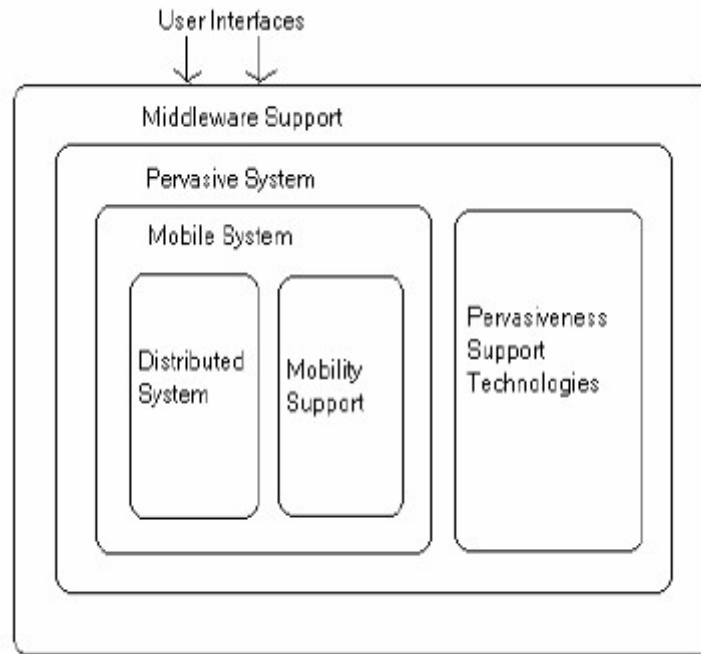 User Interfaces
Middleware Support
Pervasive System
Mobile System
Distributed
System
Mobility
Support
Pervasiveness
Support
Technologies